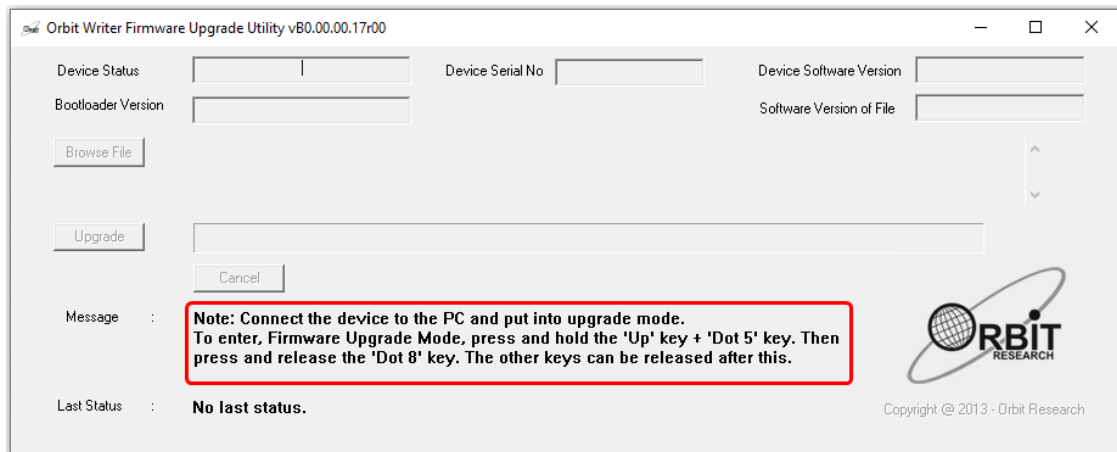 Orbit Writer Firmware Upgrade Utility vB0.00.00.17r00
Device Status
Device Serial No
Device Software Version
Bootloader Version
Software Version of File
Browse File
Upgrade
Cancel
Message :
Note: Connect the device to the PC and put into upgrade mode.
To enter, Firmware Upgrade Mode, press and hold the 'Up' key + 'Dot 5' key. Then
press and release the 'Dot 8' key. The other keys can be released after this.
ORBIT
RESEARCH
Last Status :
No last status.
Copyright @ 2013 - Orbit Research